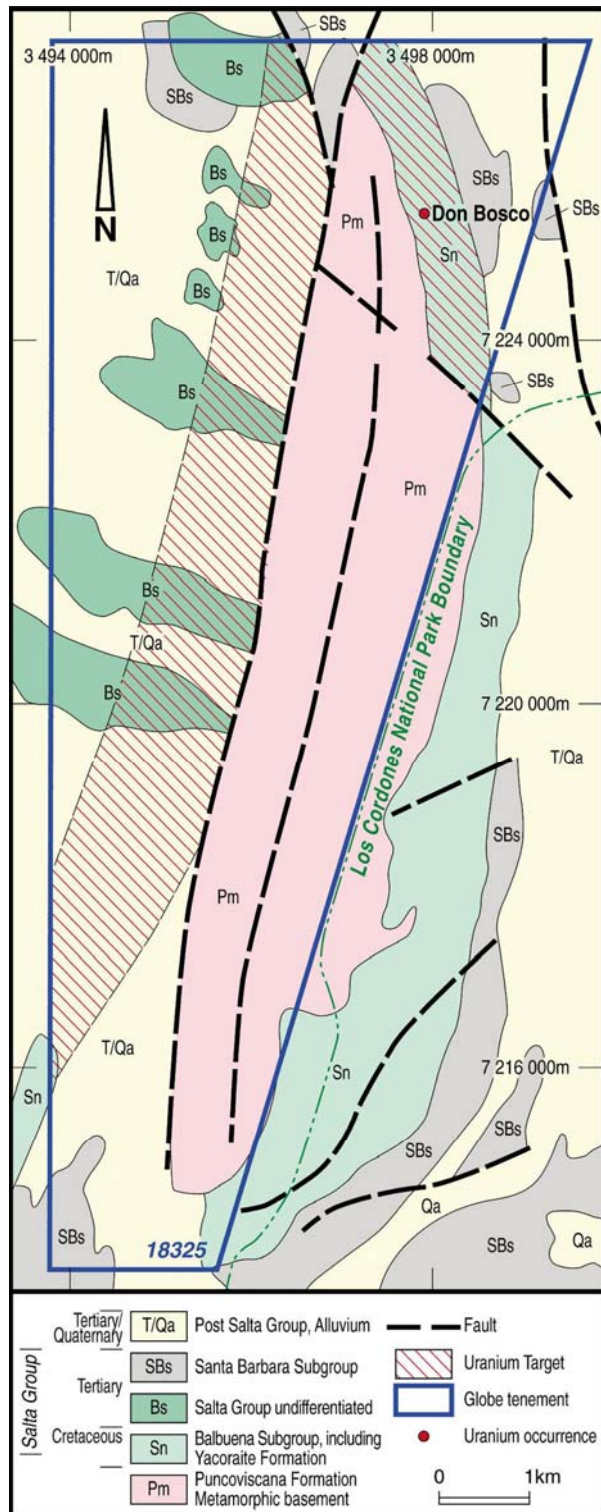 SBs
3 494 000m
3 498 000m
Bs
SBs
Bs
SBs
SBs
N
Pm
Don Bosco
Bs
Sn
T/Qa
Bs
7 224 000m
Bs
SBs
Pm
Los Cordones National Park Boundary
Sn
Bs
T/Qa
Bs
7 220 000m
T/Qa
SBs
Pm
T/Qa
7 216 000m
Sn
Sn
SBs
SBs
Qa
SBs
SBs
Qa
18325
Salta Group
Tertiary/
Quaternary
T/Qa Post Salta Group, Alluvium
Tertiary
SBs Santa Barbara Subgroup
Bs Salta Group undifferentiated
Cretaceous
Sn Balbuena Subgroup, including
Yacoraite Formation
Pm Puncoviscana Formation
Metamorphic basement
Fault
Uranium Target
Globe tenement
Uranium occurrence
0 1km